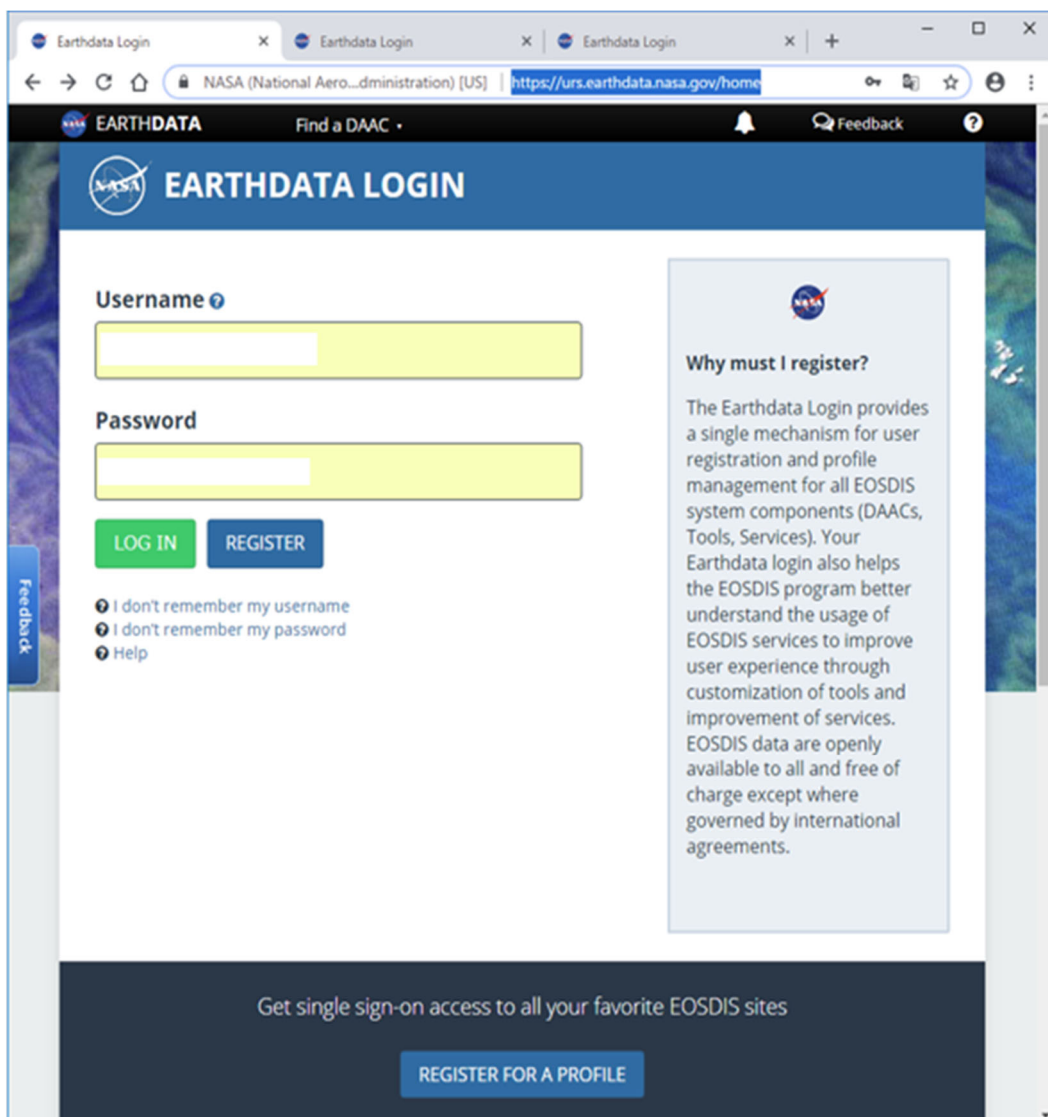 Earthdata Login
Earthdata Login
Earthdata Login
NASA (National Aero...dministration) [US] | https://urs.earthdata.nasa.gov/home
EARTHDATA Find a DAAC Feedback
NASA EARTHDATA LOGIN
Username
Password
LOG IN REGISTER
I don't remember my username
I don't remember my password
Help
Feedback
NASA
Why must I register?
The Earthdata Login provides
a single mechanism for user
registration and profile
management for all EOSDIS
system components (DAACs,
Tools, Services). Your
Earthdata login also helps
the EOSDIS program better
understand the usage of
EOSDIS services to improve
user experience through
customization of tools and
improvement of services.
EOSDIS data are openly
available to all and free of
charge except where
governed by international
agreements.
Get single sign-on access to all your favorite EOSDIS sites
REGISTER FOR A PROFILE